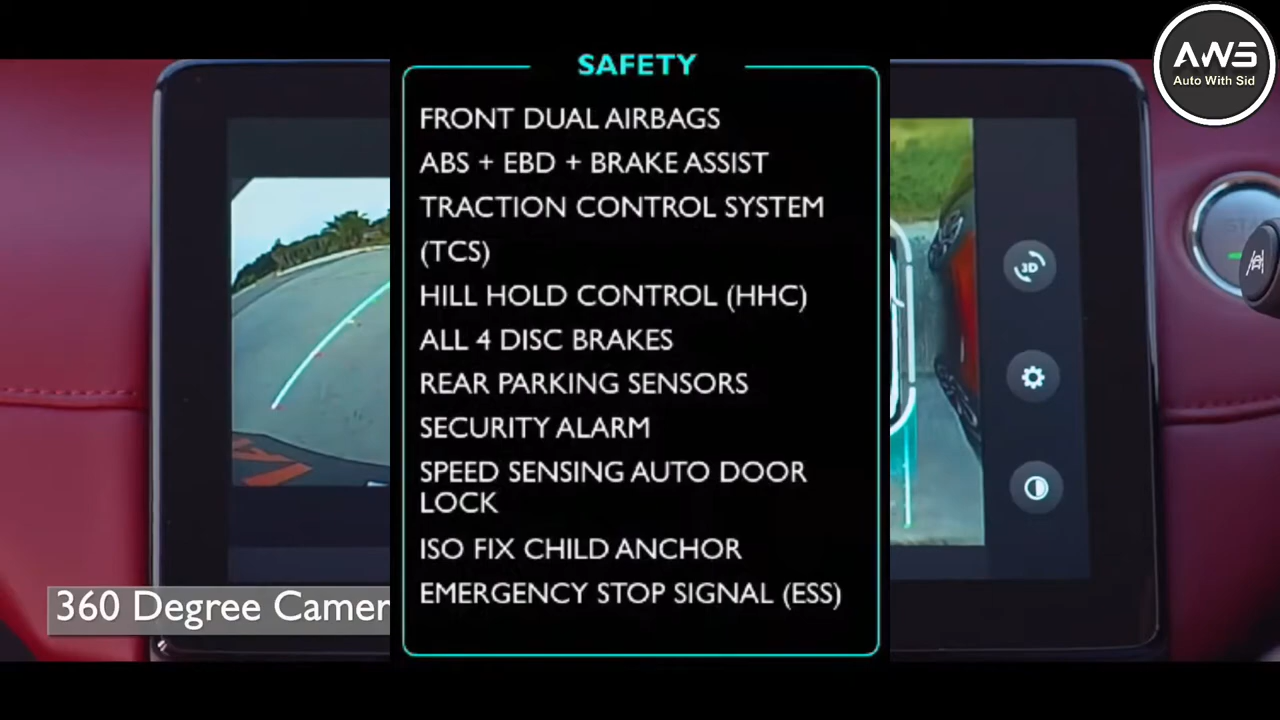 AWS
Auto With Sid
SAFETY
FRONT DUAL AIRBAGS
ABS + EBD + BRAKE ASSIST
TRACTION CONTROL SYSTEM
(TCS)
HILL HOLD CONTROL (HHC)
ALL 4 DISC BRAKES
REAR PARKING SENSORS
SECURITY ALARM
SPEED SENSING AUTO DOOR
LOCK
ISO FIX CHILD ANCHOR
EMERGENCY STOP SIGNAL (ESS)
3D
360 Degree Camer